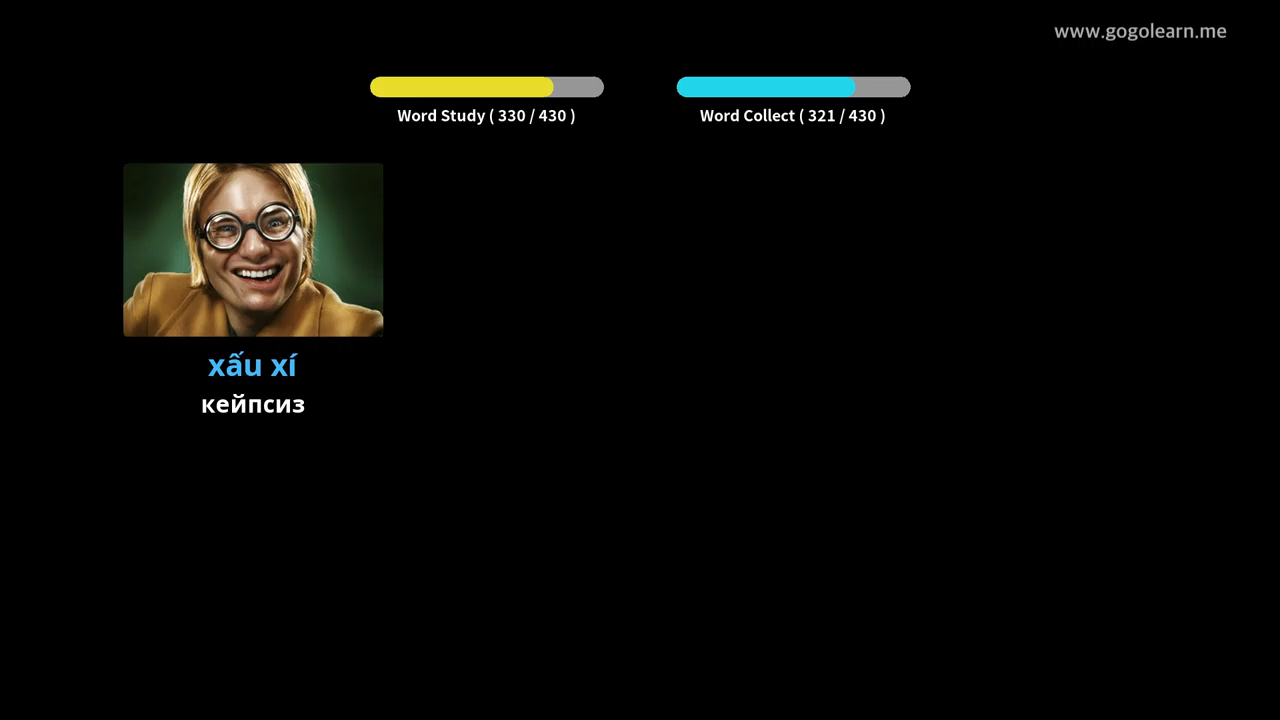 www.gogolearn.me
Word Study ( 330 / 430 )
Word Collect ( 321 / 430 )
xấu xí
кейпсиз